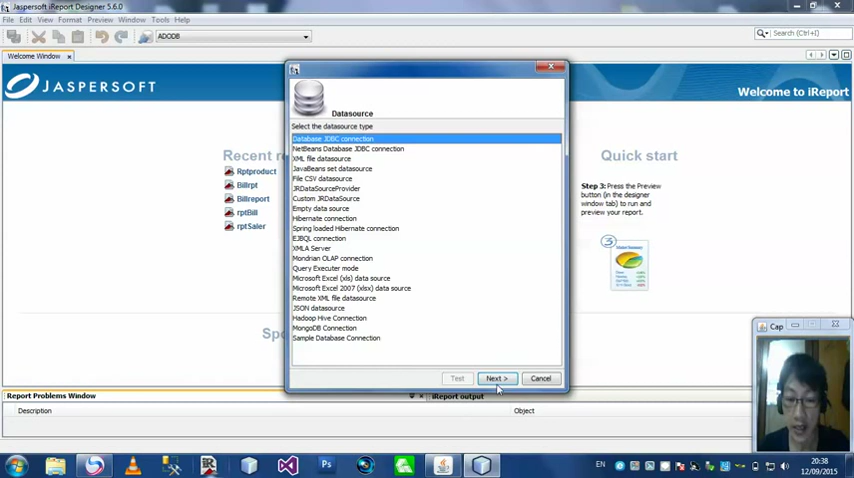 Jaspersoft iReport Designer 5.6.0
File Edit View Format Preview Window Tools Help
ADODB
Search (Ctrl+I)
Welcome Window
JASPERSOFT
Welcome to iReport
Recent r
Rptproduct
Billrpt
Billreport
rptBill
rptSaler
Spo
Datasource
Select the datasource type
Database JDBC connection
NetBeans Database JDBC connection
XML file datasource
JavaBeans set datasource
File CSV datasource
JRDataSourceProvider
Custom JRDataSource
Empty data source
Hibernate connection
Spring loaded Hibernate connection
EJBQL connection
XMLA Server
Mondrian OLAP connection
Query Executer mode
Microsoft Excel (xls) data source
Microsoft Excel 2007 (xlsx) data source
Remote XML file datasource
JSON datasource
Hadoop Hive Connection
MongoDB Connection
Sample Database Connection
Test
Next >
Cancel
Quick start
Step 3: Press the Preview
button (in the designer
window tab) to run and
preview your report.
3
Report Problems Window
iReport output
Description
Object
Cap
Ps
EN
20:38
12/09/2015